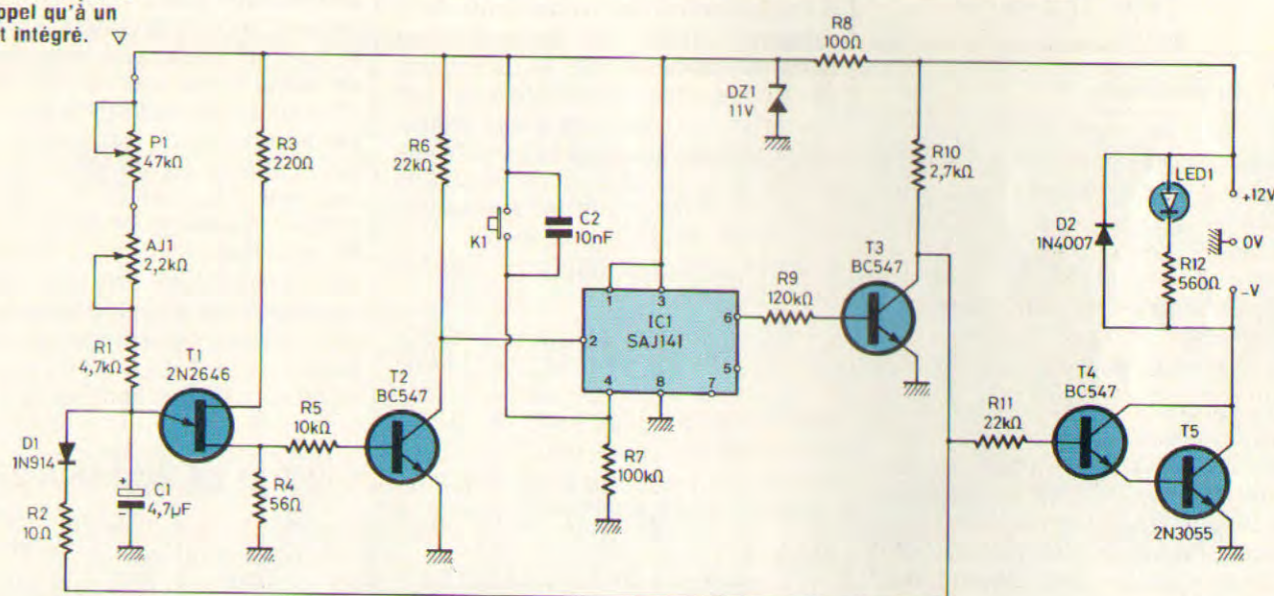 ppel qu'à un
t intégré.
R8
100Ω
DZ1
11V
P1
47kΩ
R3
220Ω
R6
22kΩ
R10
2,7kΩ
LED1
+12V
0V
-V
D2
1N4007
R12
560Ω
K1
C2
10nF
AJ1
2,2kΩ
T3
BC547
R9
120kΩ
1
3
IC1
SAJ141
2
6
5
4
8
7
R1
4,7kΩ
T1
2N2646
T2
BC547
R5
10kΩ
T4
BC547
R11
22kΩ
T5
2N3055
D1
1N914
R7
100kΩ
+
C1
4,7µF
-
R4
56Ω
R2
10Ω